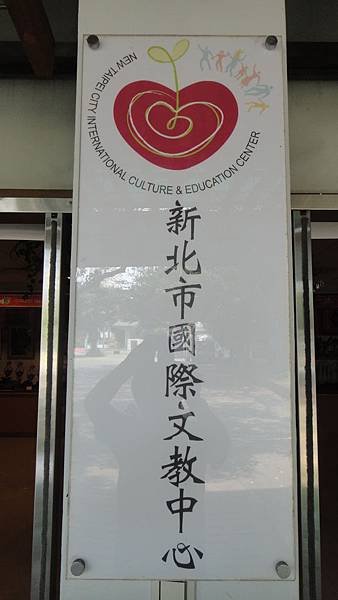 NEW TAIPEI CITY INTERNATIONAL CULTURE & EDUCATION CENTER
新北市國際文教中心